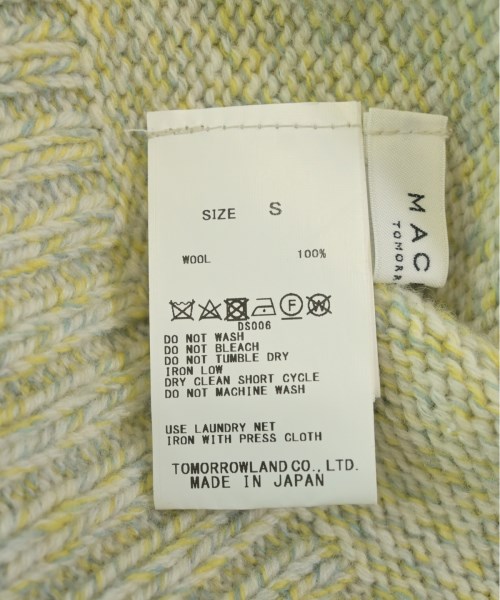 SIZE S
WOOL 100%
F W
DS006
DO NOT WASH
DO NOT BLEACH
DO NOT TUMBLE DRY
IRON LOW
DRY CLEAN SHORT CYCLE
DO NOT MACHINE WASH
USE LAUNDRY NET
IRON WITH PRESS CLOTH
TOMORROWLAND CO., LTD.
MADE IN JAPAN
MAC
TOMORR